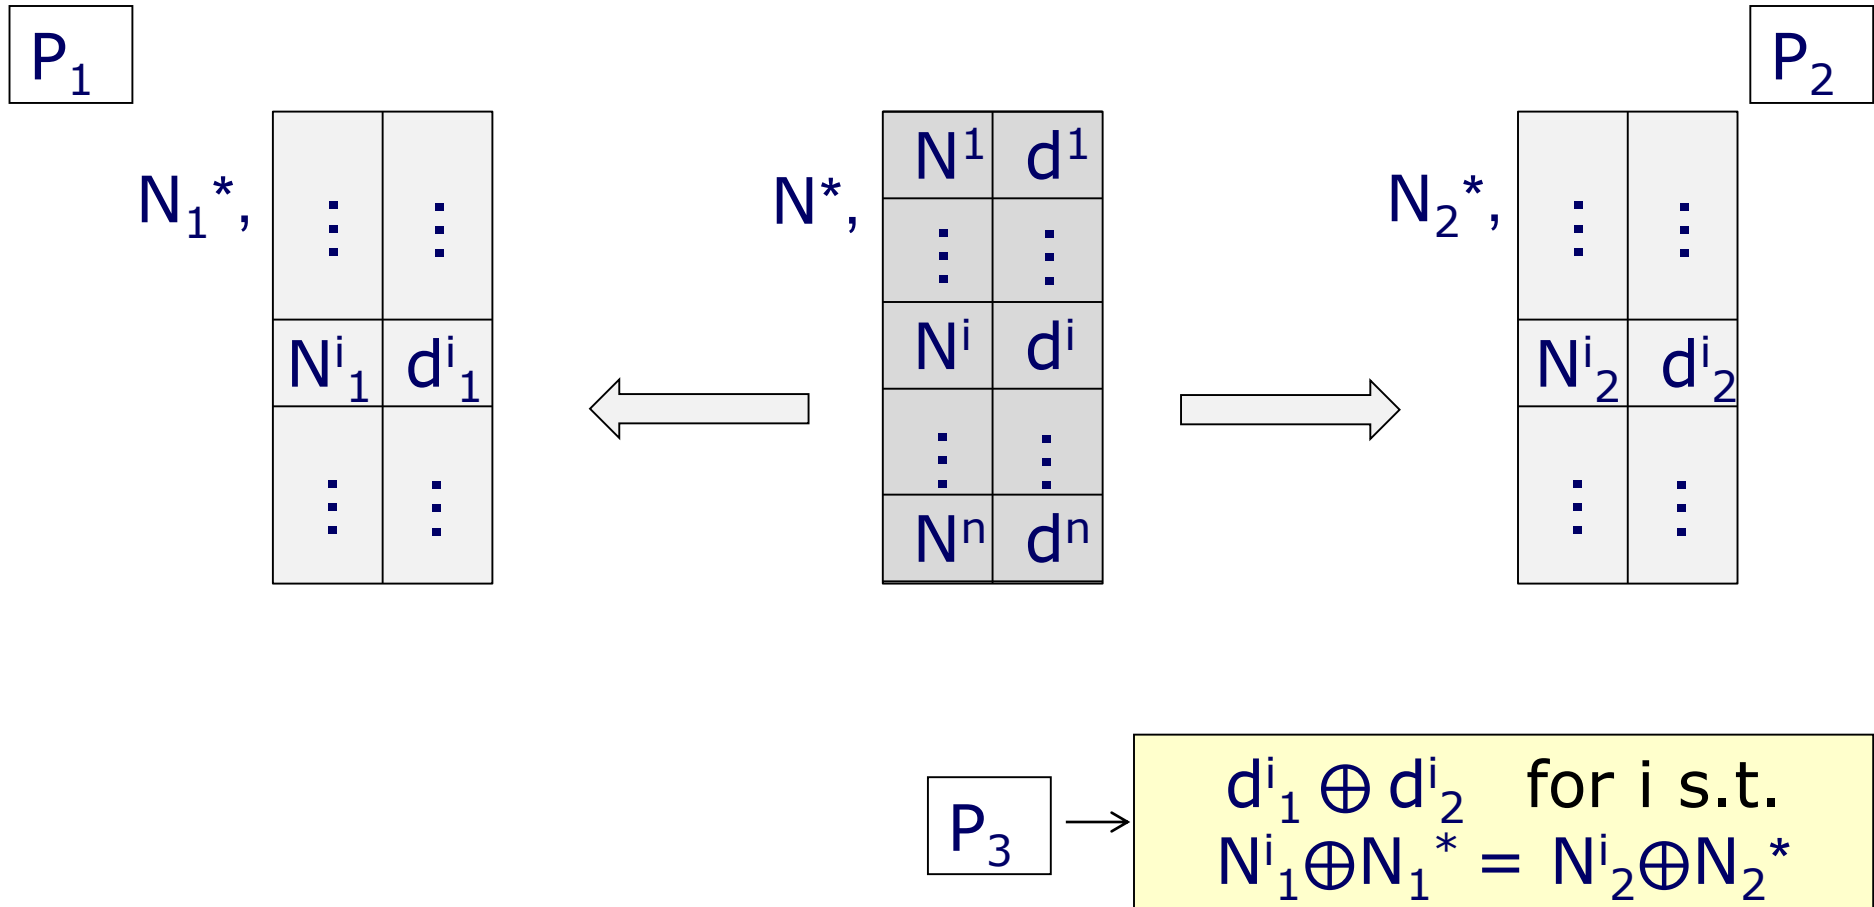 P₁
P₂
N₁*,
⋮ ⋮
Nⁱ₁ dⁱ₁
⋮ ⋮
N*,
N¹ d¹
⋮ ⋮
Nⁱ dⁱ
⋮ ⋮
Nⁿ dⁿ
N₂*,
⋮ ⋮
Nⁱ₂ dⁱ₂
⋮ ⋮
P₃
dⁱ₁ ⊕ dⁱ₂ for i s.t.
Nⁱ₁⊕N₁* = Nⁱ₂⊕N₂*